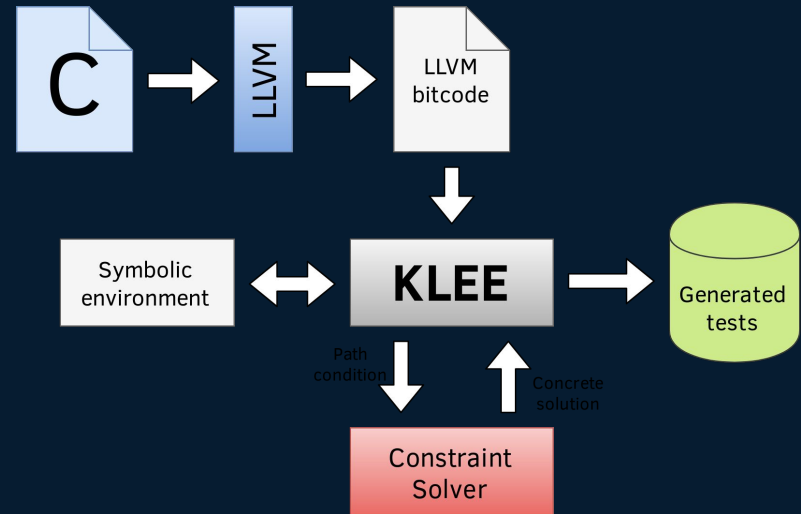 C
LLVM
LLVM
bitcode
Symbolic
environment
KLEE
Generated
tests
Path
condition
Concrete
solution
Constraint
Solver